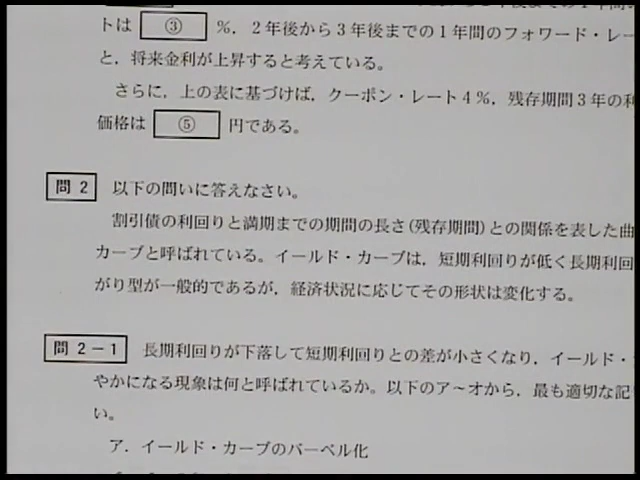 トは ③ %，2年後から3年後までの1年間のフォワード・レー
と，将来金利が上昇すると考えている。
さらに，上の表に基づけば，クーポン・レート4%，残存期間3年の利
価格は ⑤ 円である。
問 2 以下の問いに答えなさい。
割引債の利回りと満期までの期間の長さ(残存期間)との関係を表した曲
カーブと呼ばれている。イールド・カーブは，短期利回りが低く長期利回
がり型が一般的であるが，経済状況に応じてその形状は変化する。
問 2－1 長期利回りが下落して短期利回りとの差が小さくなり，イールド・
やかになる現象は何と呼ばれているか。以下のア～オから，最も適切な記
い。
ア．イールド・カーブのバーベル化